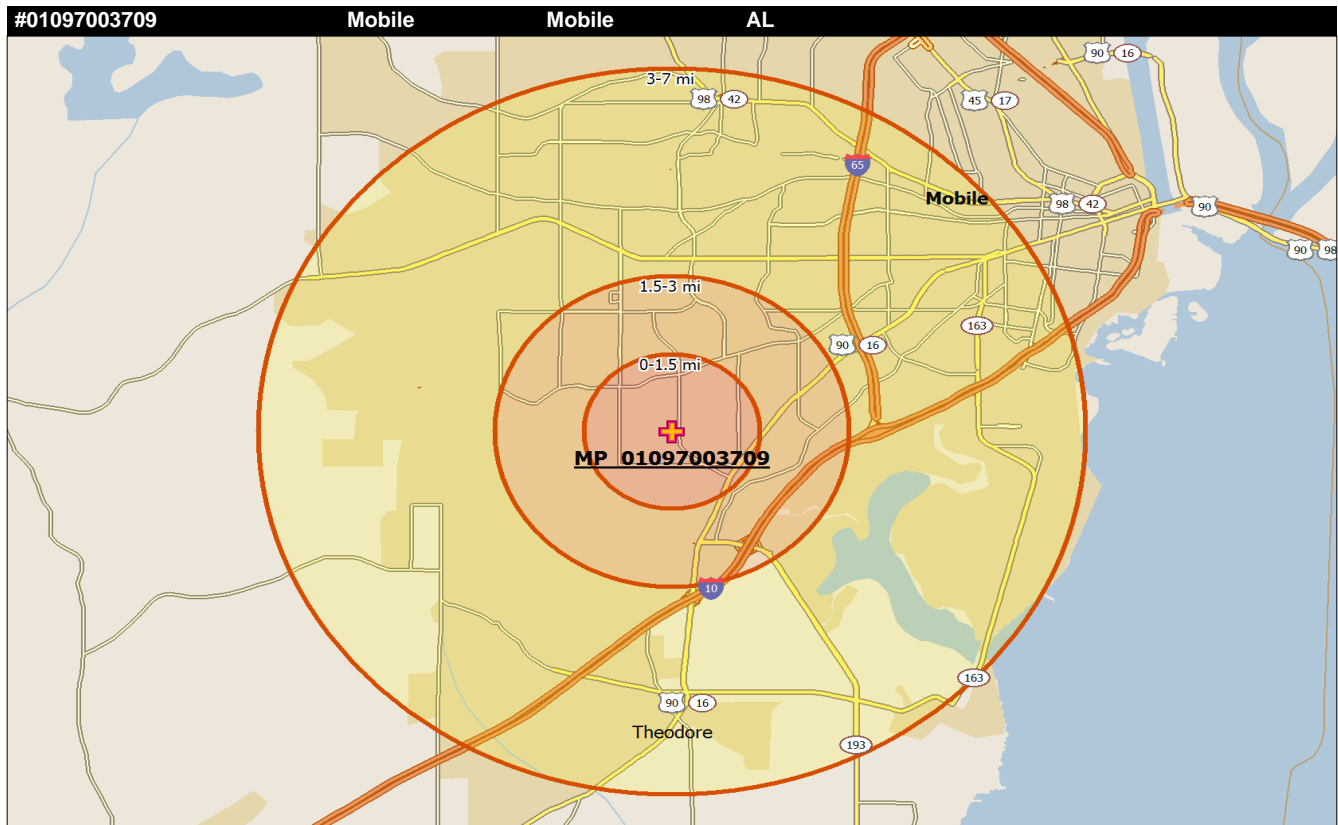 #01097003709 Mobile Mobile AL
90 16
3-7 mi
98 42
45 17
65
Mobile
98 42
90
90 98
1.5-3 mi
163
90 16
0-1.5 mi
MP 01097003709
10
163
90 16
Theodore
193